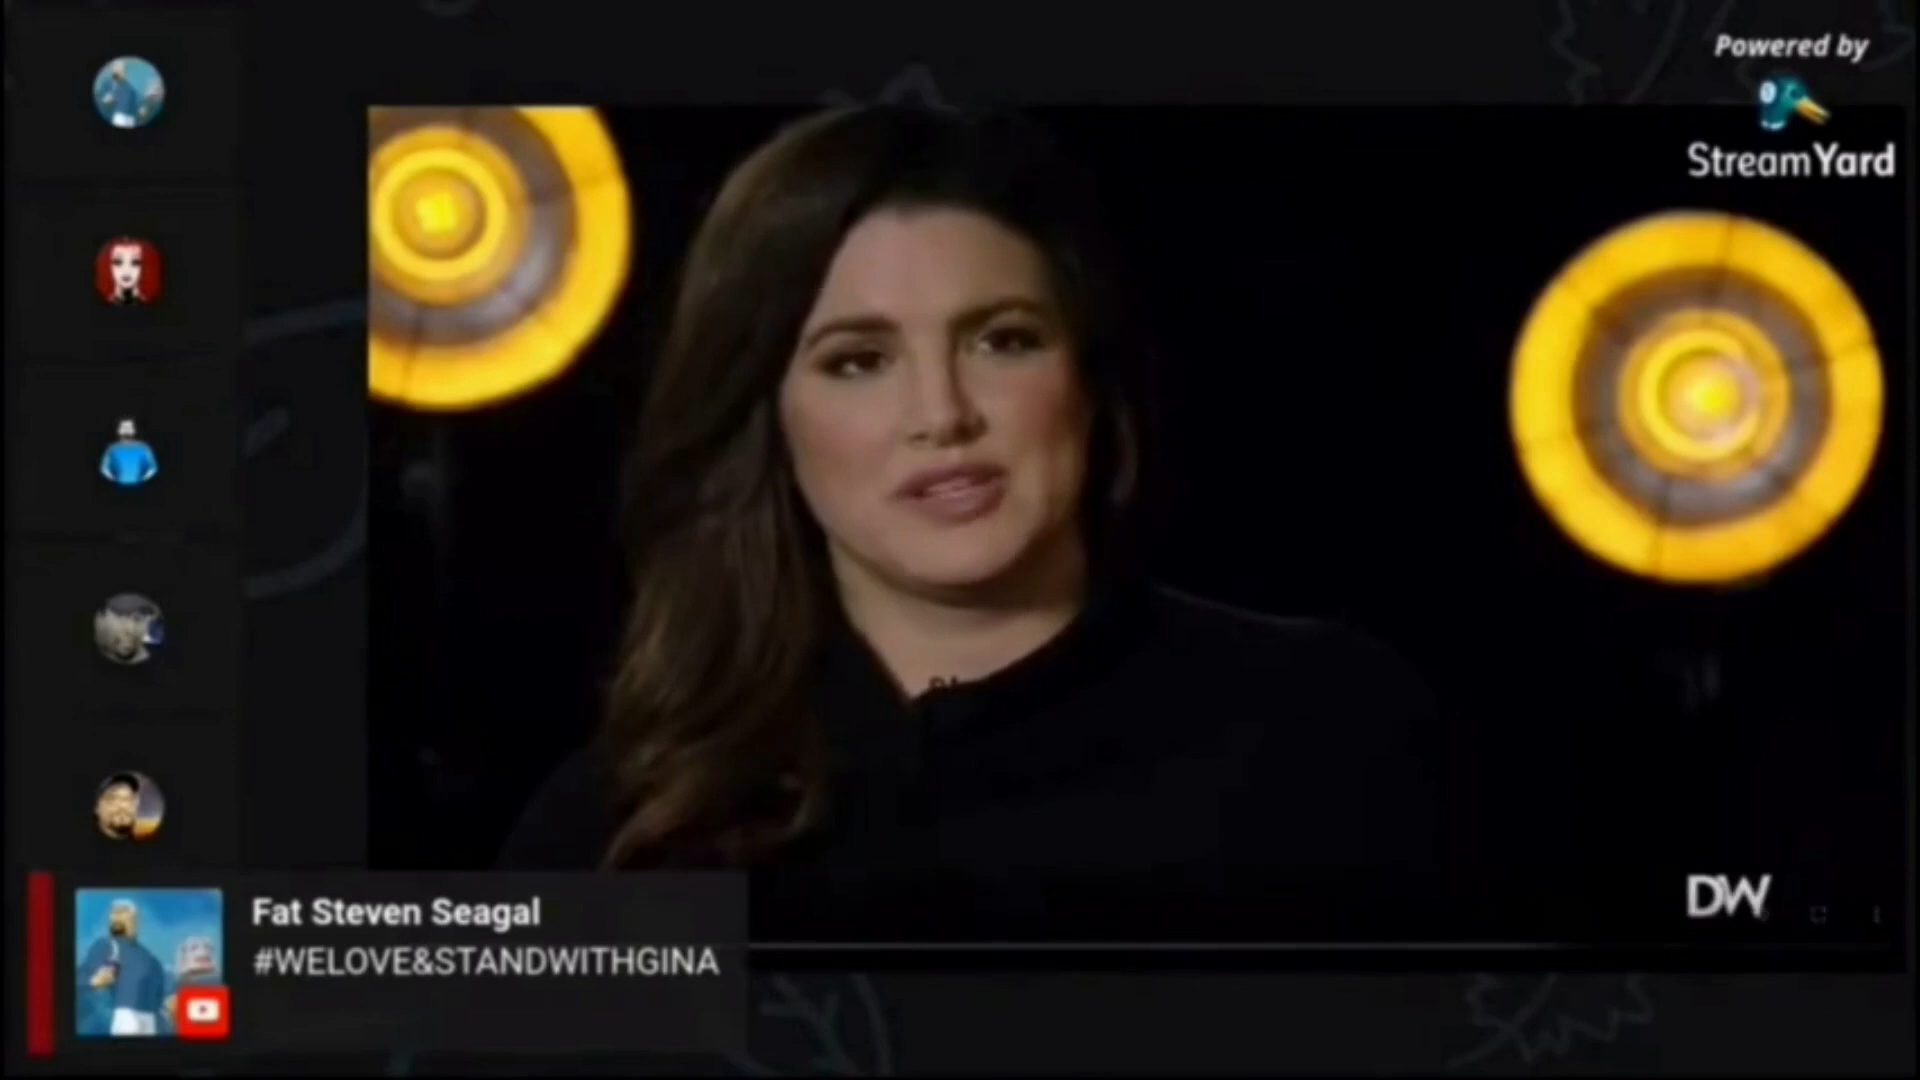 Powered by
StreamYard
DW
Fat Steven Seagal
#WELOVE&STANDWITHGINA